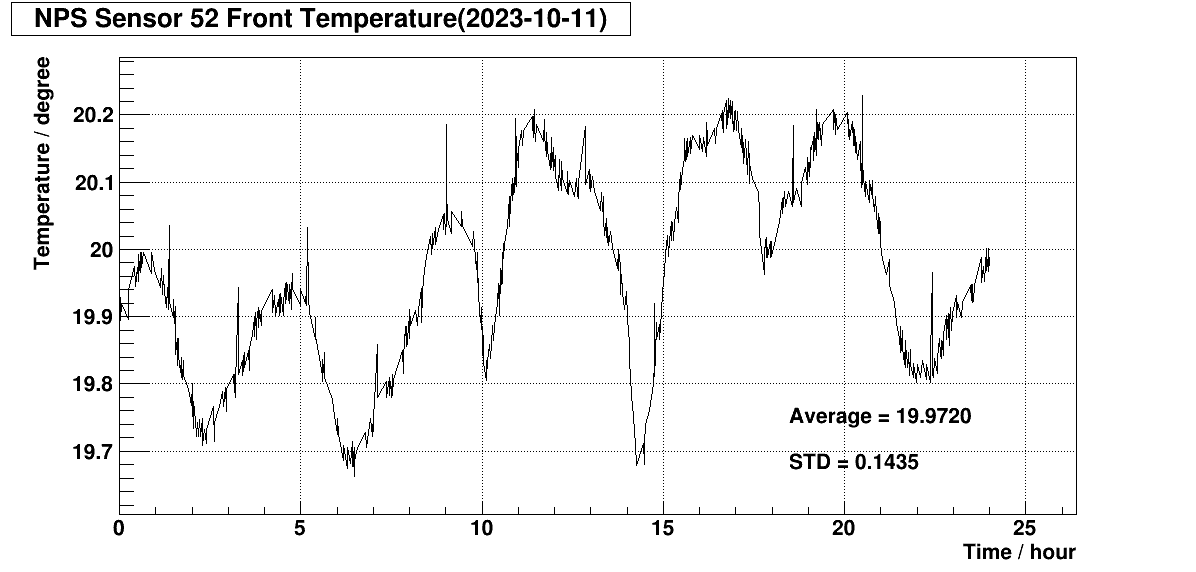 NPS Sensor 52 Front Temperature(2023-10-11)
Temperature / degree
20.2
20.1
20
19.9
19.8
19.7
Average = 19.9720
STD = 0.1435
0 5 10 15 20 25
Time / hour